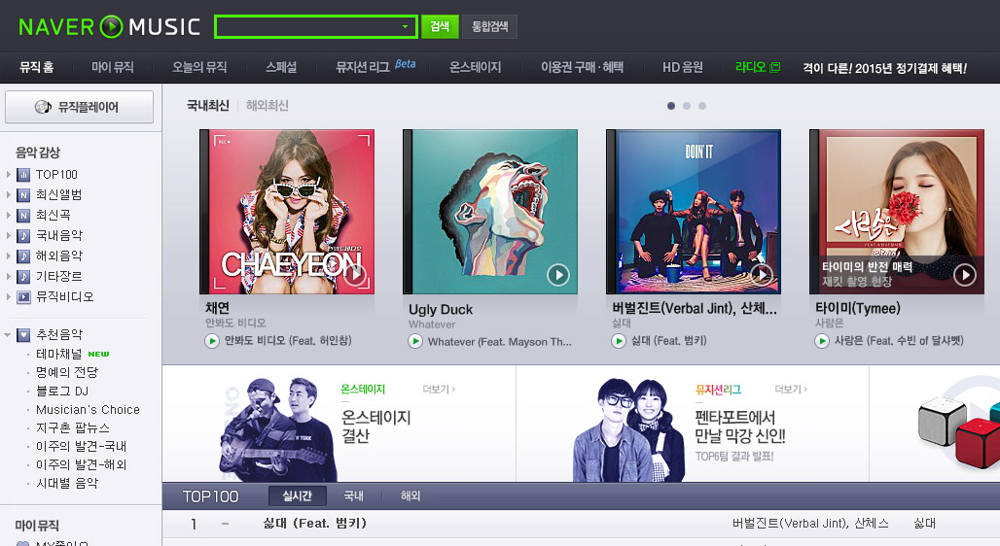 NAVER MUSIC
검색
통합검색
뮤직 홈
마이 뮤직
오늘의 뮤직
스페셜
뮤지션 리그 βeta
온스테이지
이용권 구매·혜택
HD 음원
라디오
격이 다른! 2015년 정기결제 혜택!
뮤직플레이어
음악 감상
TOP100
최신앨범
최신곡
국내음악
해외음악
기타장르
뮤직비디오
추천음악
테마채널 NEW
명예의 전당
블로그 DJ
Musician's Choice
지구촌 팝뉴스
이주의 발견-국내
이주의 발견-해외
시대별 음악
마이 뮤직
국내최신
해외최신
REC
CHAEYEON
채연
안봐도 비디오
안봐도 비디오 (Feat. 허인창)
Ugly Duck
Whatever
Whatever (Feat. Mayson Th...
DOIN' IT
버벌진트(Verbal Jint), 산체...
싫대
싫대 (Feat. 범키)
사랑은
타이미의 반전 매력
재킷 촬영 현장
타이미(Tymee)
사랑은
사랑은 (Feat. 수빈 of 달샤벳)
온스테이지
더보기 >
온스테이지
결산
뮤지션리그
더보기 >
펜타포트에서
만날 막강 신인!
TOP6팀 결과 발표!
TOP100
실시간
국내
해외
1 – 싫대 (Feat. 범키) 버벌진트(Verbal Jint), 산체스 싫대